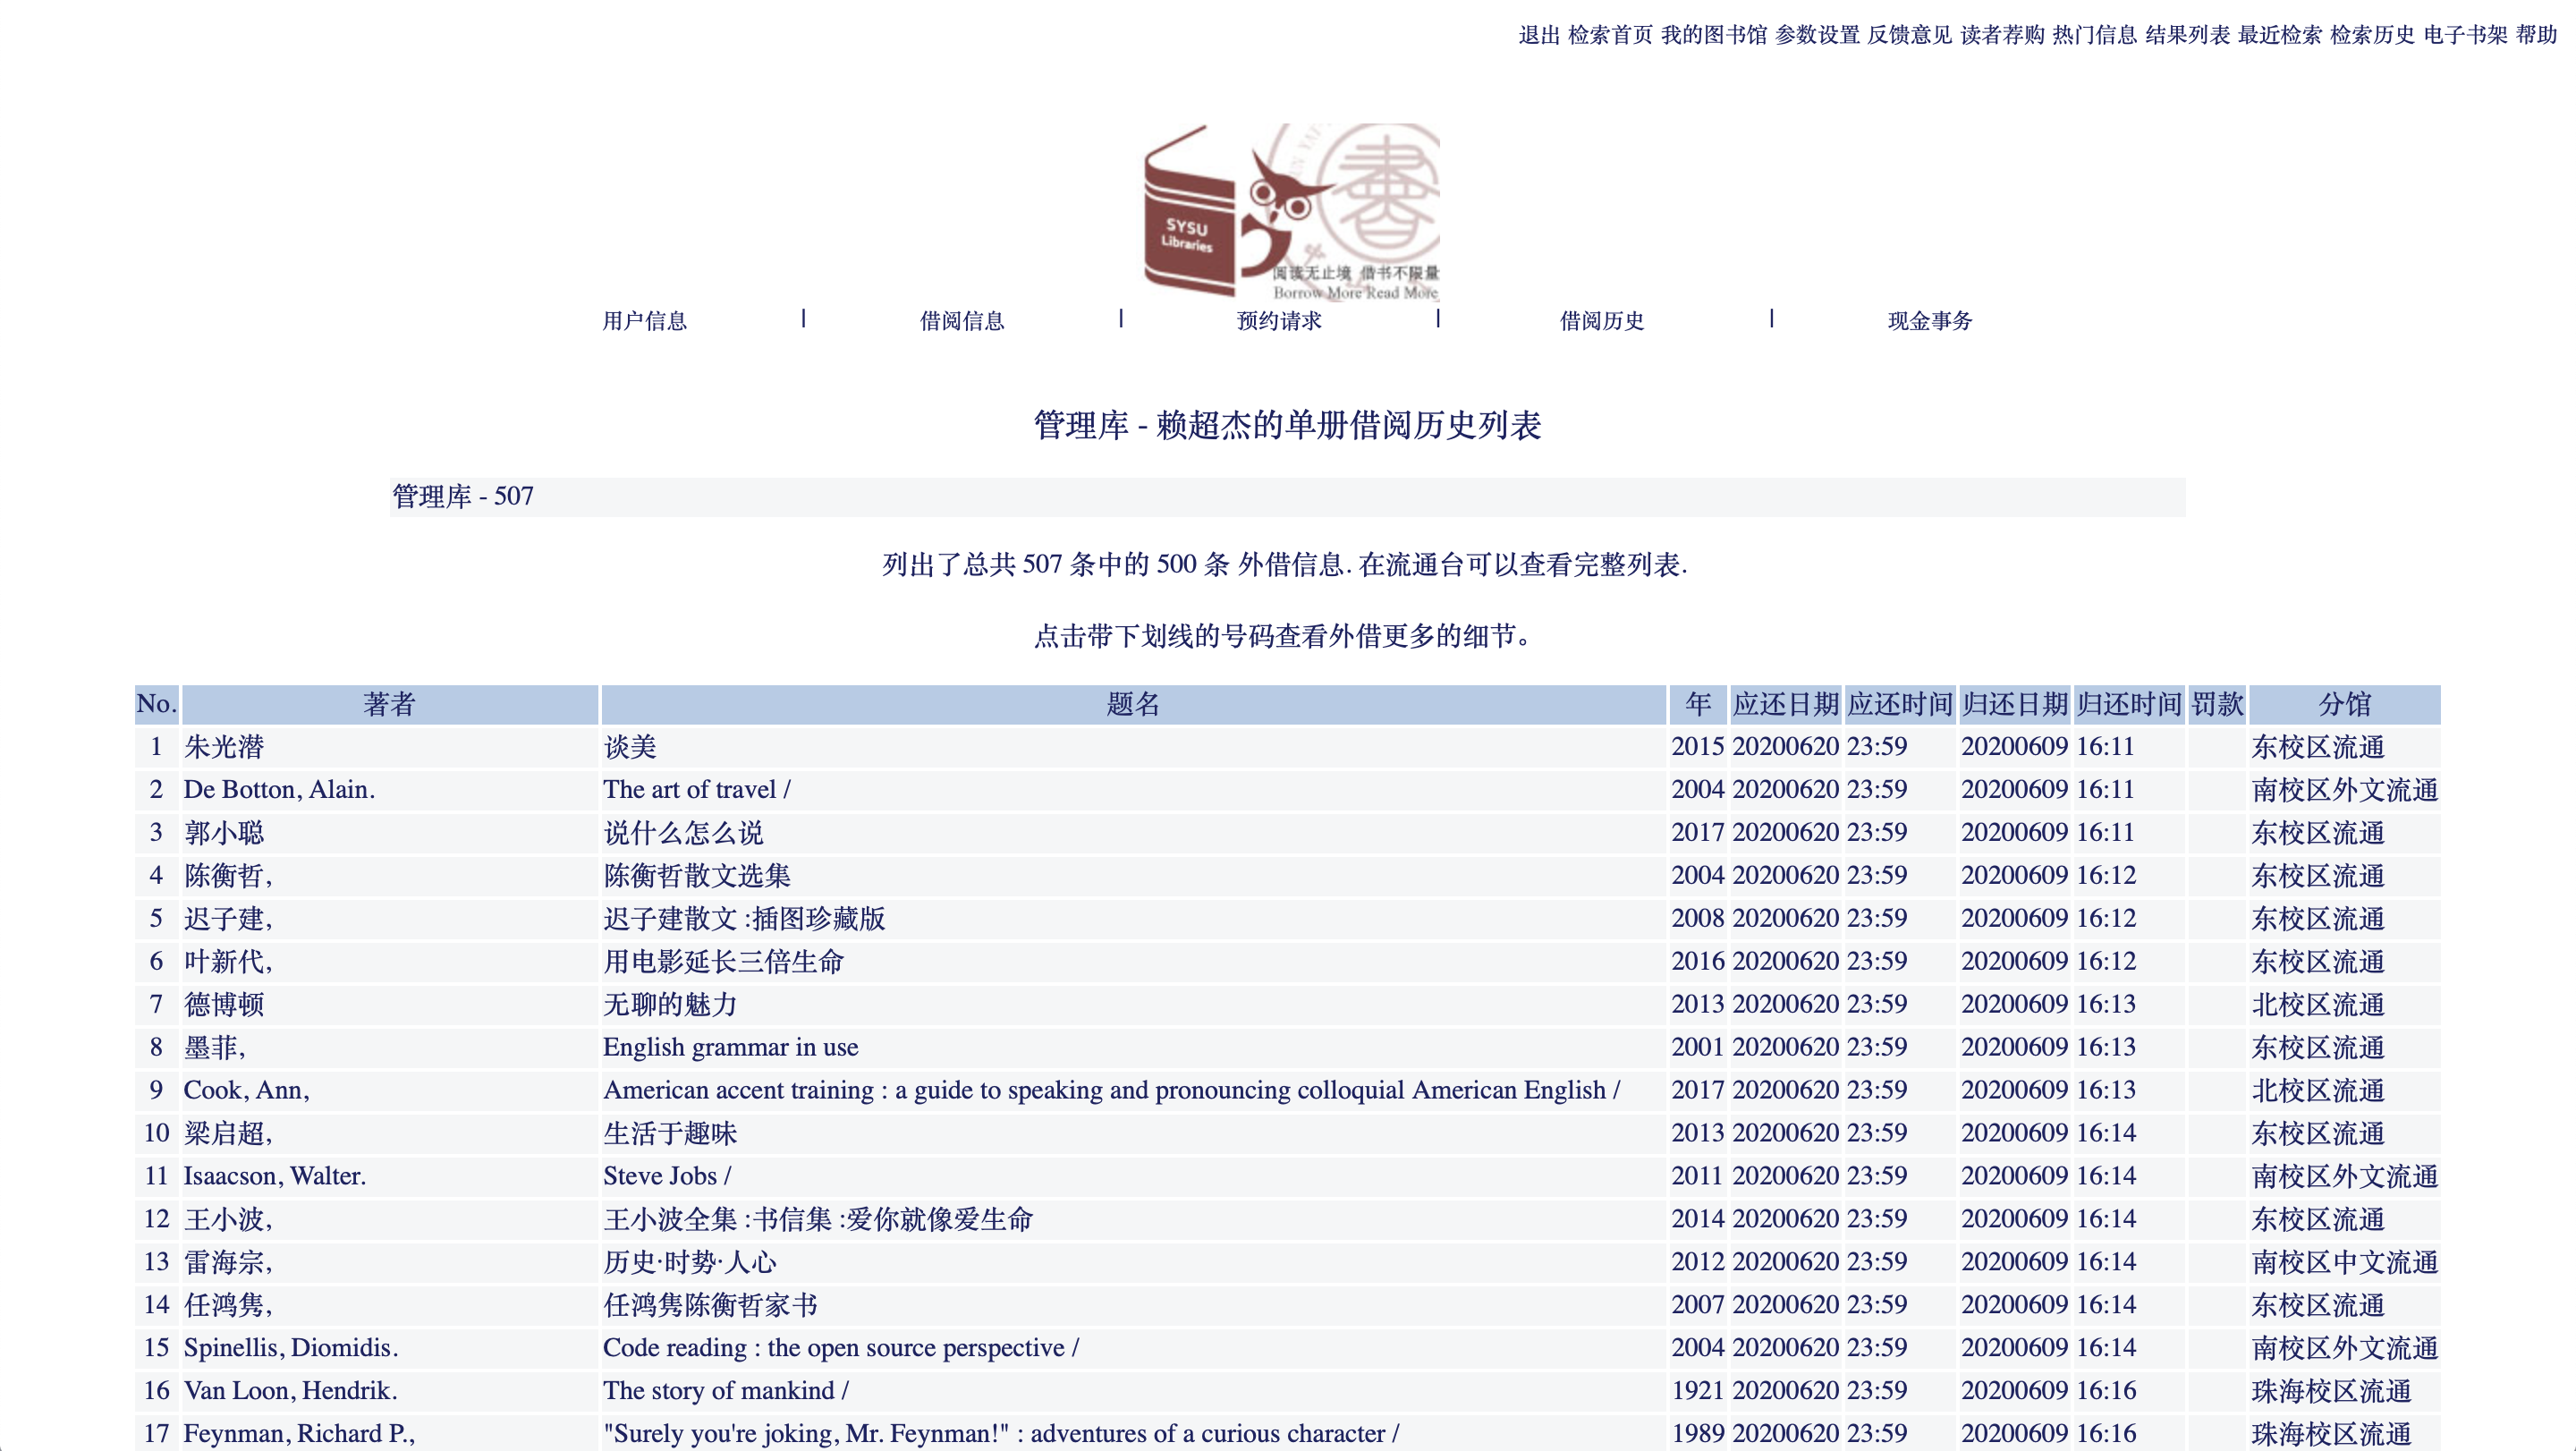 退出 检索首页 我的图书馆 参数设置 反馈意见 读者荐购 热门信息 结果列表 最近检索 检索历史 电子书架 帮助
SYSU
Libraries
阅读无止境 借书不限量
Borrow More Read More
用户信息 | 借阅信息 | 预约请求 | 借阅历史 | 现金事务
管理库 - 赖超杰的单册借阅历史列表
管理库 - 507
列出了总共 507 条中的 500 条 外借信息. 在流通台可以查看完整列表.
点击带下划线的号码查看外借更多的细节。
No. 著者 题名 年 应还日期 应还时间 归还日期 归还时间 罚款 分馆
1 朱光潜 谈美 2015 20200620 23:59 20200609 16:11 东校区流通
2 De Botton, Alain. The art of travel / 2004 20200620 23:59 20200609 16:11 南校区外文流通
3 郭小聪 说什么怎么说 2017 20200620 23:59 20200609 16:11 东校区流通
4 陈衡哲, 陈衡哲散文选集 2004 20200620 23:59 20200609 16:12 东校区流通
5 迟子建, 迟子建散文 :插图珍藏版 2008 20200620 23:59 20200609 16:12 东校区流通
6 叶新代, 用电影延长三倍生命 2016 20200620 23:59 20200609 16:12 东校区流通
7 德博顿 无聊的魅力 2013 20200620 23:59 20200609 16:13 北校区流通
8 墨菲, English grammar in use 2001 20200620 23:59 20200609 16:13 东校区流通
9 Cook, Ann, American accent training : a guide to speaking and pronouncing colloquial American English / 2017 20200620 23:59 20200609 16:13 北校区流通
10 梁启超, 生活于趣味 2013 20200620 23:59 20200609 16:14 东校区流通
11 Isaacson, Walter. Steve Jobs / 2011 20200620 23:59 20200609 16:14 南校区外文流通
12 王小波, 王小波全集 :书信集 :爱你就像爱生命 2014 20200620 23:59 20200609 16:14 东校区流通
13 雷海宗, 历史·时势·人心 2012 20200620 23:59 20200609 16:14 南校区中文流通
14 任鸿隽, 任鸿隽陈衡哲家书 2007 20200620 23:59 20200609 16:14 东校区流通
15 Spinellis, Diomidis. Code reading : the open source perspective / 2004 20200620 23:59 20200609 16:14 南校区外文流通
16 Van Loon, Hendrik. The story of mankind / 1921 20200620 23:59 20200609 16:16 珠海校区流通
17 Feynman, Richard P., "Surely you're joking, Mr. Feynman!" : adventures of a curious character / 1989 20200620 23:59 20200609 16:16 珠海校区流通